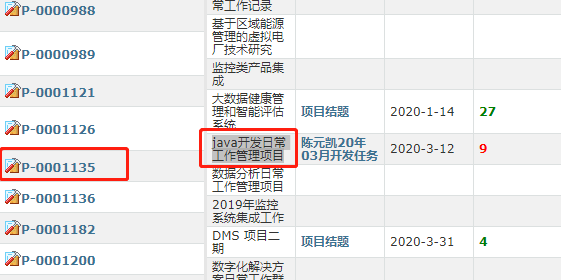 P-0000988
常工作记录
基于区域能源
管理的虚拟电
厂技术研究
P-0000989
监控类产品集
成
P-0001121
大数据健康管
理和智能评估
系统
项目结题
2020-1-14
27
P-0001126
java开发日常
工作管理项目
陈元凯20年
03月开发任务
2020-3-12
9
P-0001135
数据分析日常
工作管理项目
P-0001136
2019年监控
系统集成工作
P-0001182
DMS 项目二
期
项目结题
2020-3-31
4
P-0001200
数字化解决方
案日常工作群